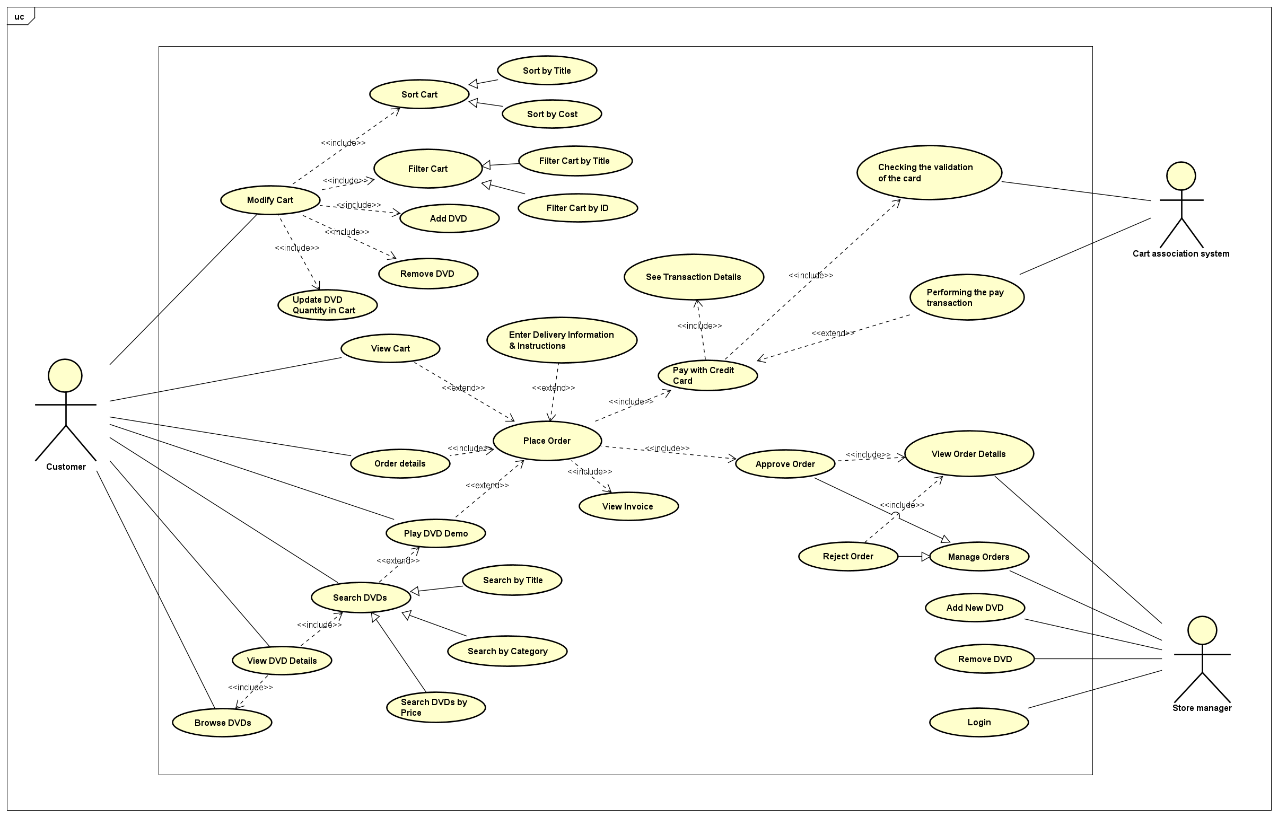 uc
Sort by Title
Sort Cart
Sort by Cost
<<include>>
Filter Cart
Filter Cart by Title
<<include>>
Filter Cart by ID
Modify Cart
<<include>>
Add DVD
<<include>>
<<include>>
Remove DVD
Update DVD
Quantity in Cart
Checking the validation
of the card
Cart association system
<<include>>
See Transaction Details
Performing the pay
transaction
<<include>>
<<extend>>
Enter Delivery Information
& Instructions
View Cart
Pay with Credit
Card
<<extend>>
<<extend>>
<<include>>
Customer
Place Order
<<include>>
<<include>>
Order details
<<include>>
Approve Order
<<include>>
View Order Details
<<extend>>
View Invoice
<<include>>
Play DVD Demo
<<extend>>
Reject Order
Manage Orders
Search by Title
Search DVDs
Add New DVD
<<include>>
Search by Category
View DVD Details
Remove DVD
<<include>>
Search DVDs by
Price
Browse DVDs
Login
Store manager